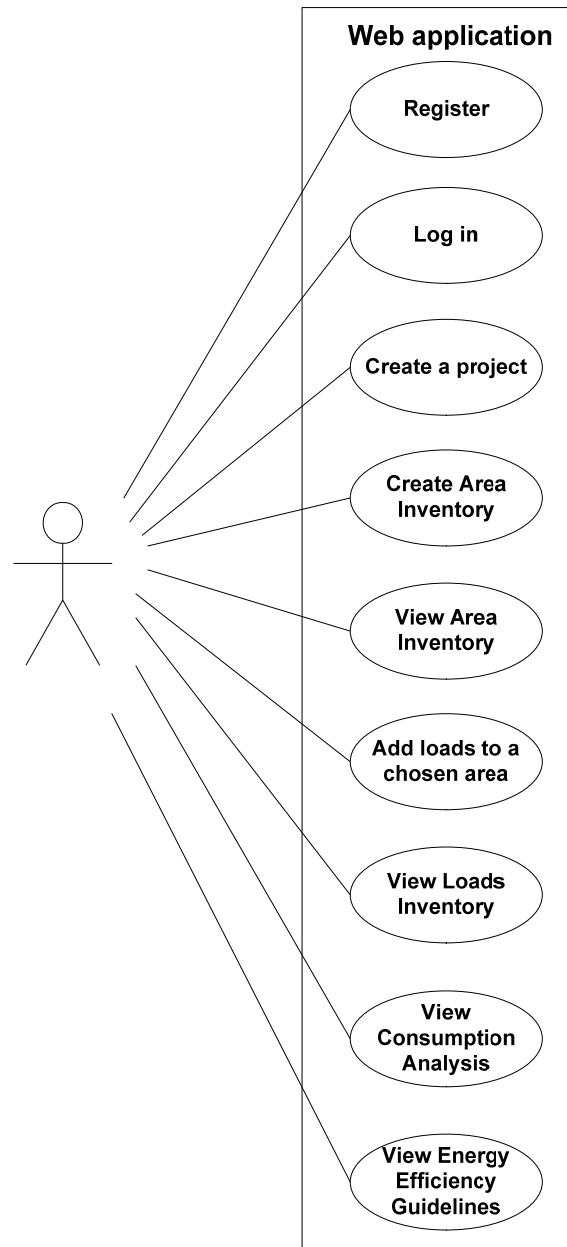 Web application
Register
Log in
Create a project
Create Area
Inventory
View Area
Inventory
Add loads to a
chosen area
View Loads
Inventory
View
Consumption
Analysis
View Energy
Efficiency
Guidelines